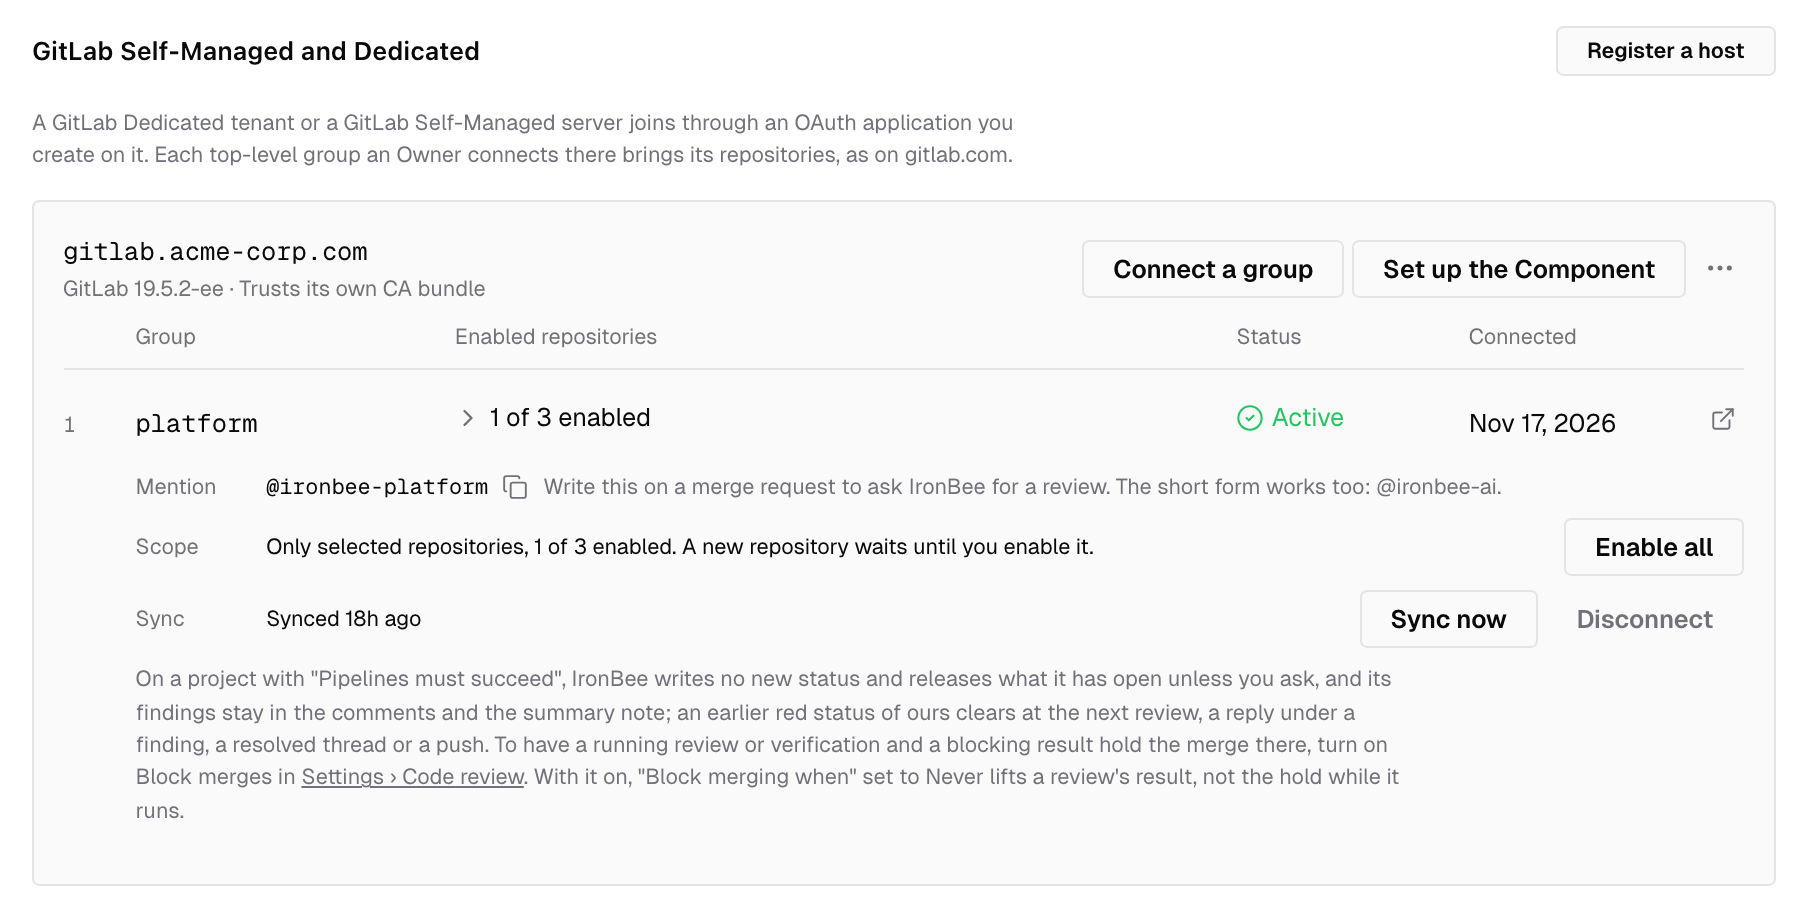 GitLab Self-Managed and Dedicated
Register a host
A GitLab Dedicated tenant or a GitLab Self-Managed server joins through an OAuth application you
create on it. Each top-level group an Owner connects there brings its repositories, as on gitlab.com.
gitlab.acme-corp.com
GitLab 19.5.2-ee · Trusts its own CA bundle
Connect a group
Set up the Component
Group Enabled repositories Status Connected
1 platform 1 of 3 enabled Active Nov 17, 2026
Mention @ironbee-platform Write this on a merge request to ask IronBee for a review. The short form works too: @ironbee-ai.
Scope Only selected repositories, 1 of 3 enabled. A new repository waits until you enable it. Enable all
Sync Synced 18h ago Sync now Disconnect
On a project with "Pipelines must succeed", IronBee writes no new status and releases what it has open unless you ask, and its
findings stay in the comments and the summary note; an earlier red status of ours clears at the next review, a reply under a
finding, a resolved thread or a push. To have a running review or verification and a blocking result hold the merge there, turn on
Block merges in Settings › Code review. With it on, "Block merging when" set to Never lifts a review's result, not the hold while it
runs.